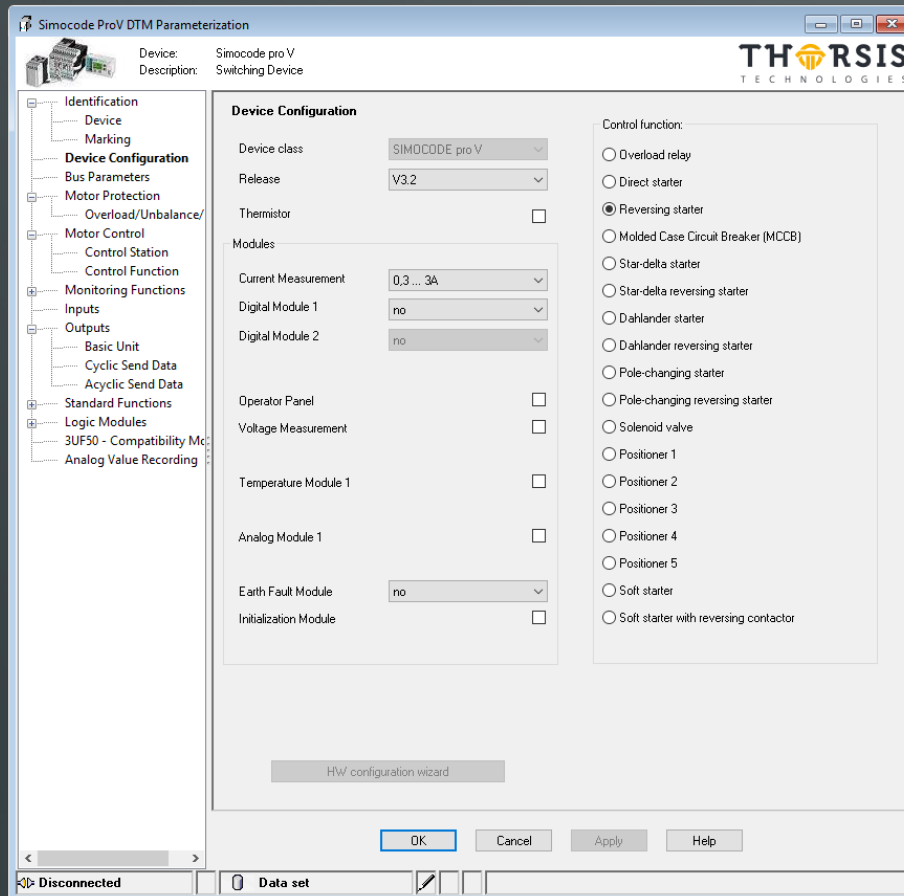 Simocode ProV DTM Parameterization
Device: Simocode pro V
Description: Switching Device
THORSIS
TECHNOLOGIES
Identification
Device
Marking
Device Configuration
Bus Parameters
Motor Protection
Overload/Unbalance/
Motor Control
Control Station
Control Function
Monitoring Functions
Inputs
Outputs
Basic Unit
Cyclic Send Data
Acyclic Send Data
Standard Functions
Logic Modules
3UF50 - Compatibility Mo
Analog Value Recording
Device Configuration
Device class SIMOCODE pro V
Release V3.2
Thermistor
Modules
Current Measurement 0,3 ... 3A
Digital Module 1 no
Digital Module 2 no
Operator Panel
Voltage Measurement
Temperature Module 1
Analog Module 1
Earth Fault Module no
Initialization Module
HW configuration wizard
Control function:
Overload relay
Direct starter
Reversing starter
Molded Case Circuit Breaker (MCCB)
Star-delta starter
Star-delta reversing starter
Dahlander starter
Dahlander reversing starter
Pole-changing starter
Pole-changing reversing starter
Solenoid valve
Positioner 1
Positioner 2
Positioner 3
Positioner 4
Positioner 5
Soft starter
Soft starter with reversing contactor
OK Cancel Apply Help
Disconnected Data set